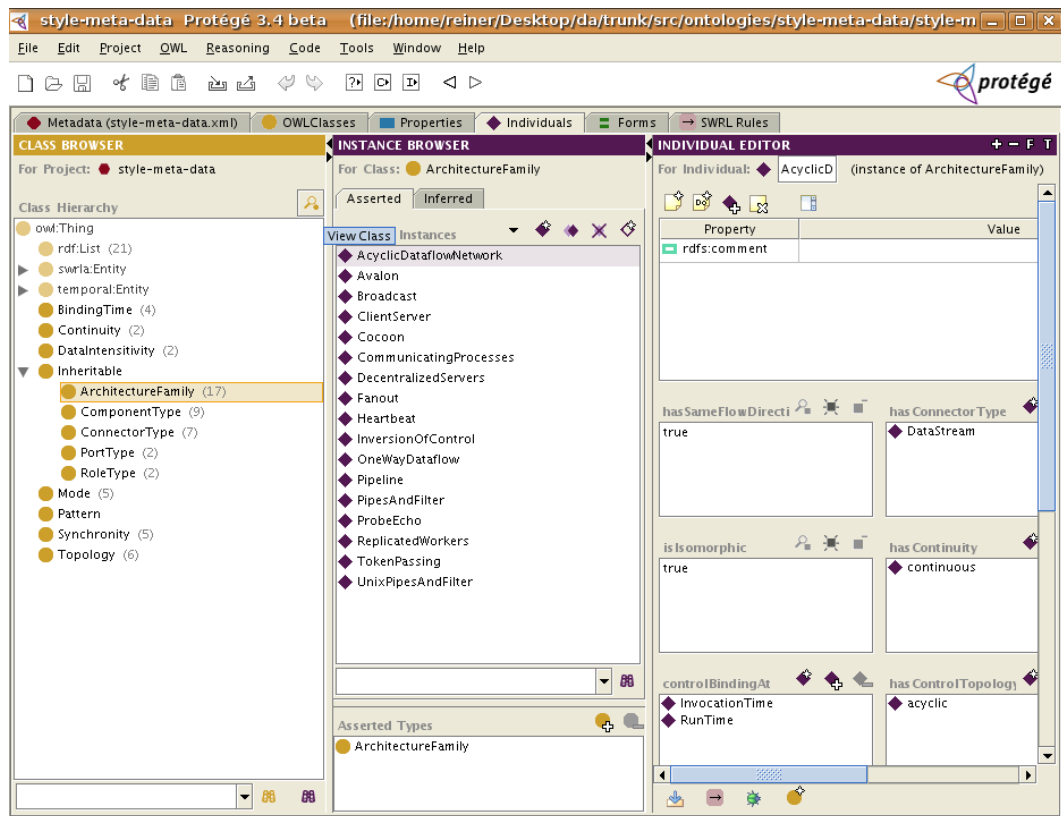 style-meta-data Protégé 3.4 beta (file:/home/reiner/Desktop/da/trunk/src/ontologies/style-meta-data/style-m
File Edit Project OWL Reasoning Code Tools Window Help
protégé
Metadata (style-meta-data.xml) OWLClasses Properties Individuals Forms SWRL Rules
CLASS BROWSER
For Project: style-meta-data
Class Hierarchy
owl:Thing
rdf:List (21)
swrla:Entity
temporal:Entity
BindingTime (4)
Continuity (2)
DataIntensitivity (2)
Inheritable
ArchitectureFamily (17)
ComponentType (9)
ConnectorType (7)
PortType (2)
RoleType (2)
Mode (5)
Pattern
Synchronity (5)
Topology (6)
INSTANCE BROWSER
For Class: ArchitectureFamily
Asserted Inferred
View Class Instances
AcyclicDataflowNetwork
Avalon
Broadcast
ClientServer
Cocoon
CommunicatingProcesses
DecentralizedServers
Fanout
Heartbeat
InversionOfControl
OneWayDataflow
Pipeline
PipesAndFilter
ProbeEcho
ReplicatedWorkers
TokenPassing
UnixPipesAndFilter
Asserted Types
ArchitectureFamily
INDIVIDUAL EDITOR + − F T
For Individual: AcyclicD (instance of ArchitectureFamily)
Property Value
rdfs:comment
hasSameFlowDirecti hasConnectorType
true DataStream
isIsomorphic hasContinuity
true continuous
controlBindingAt hasControlTopology
InvocationTime acyclic
RunTime